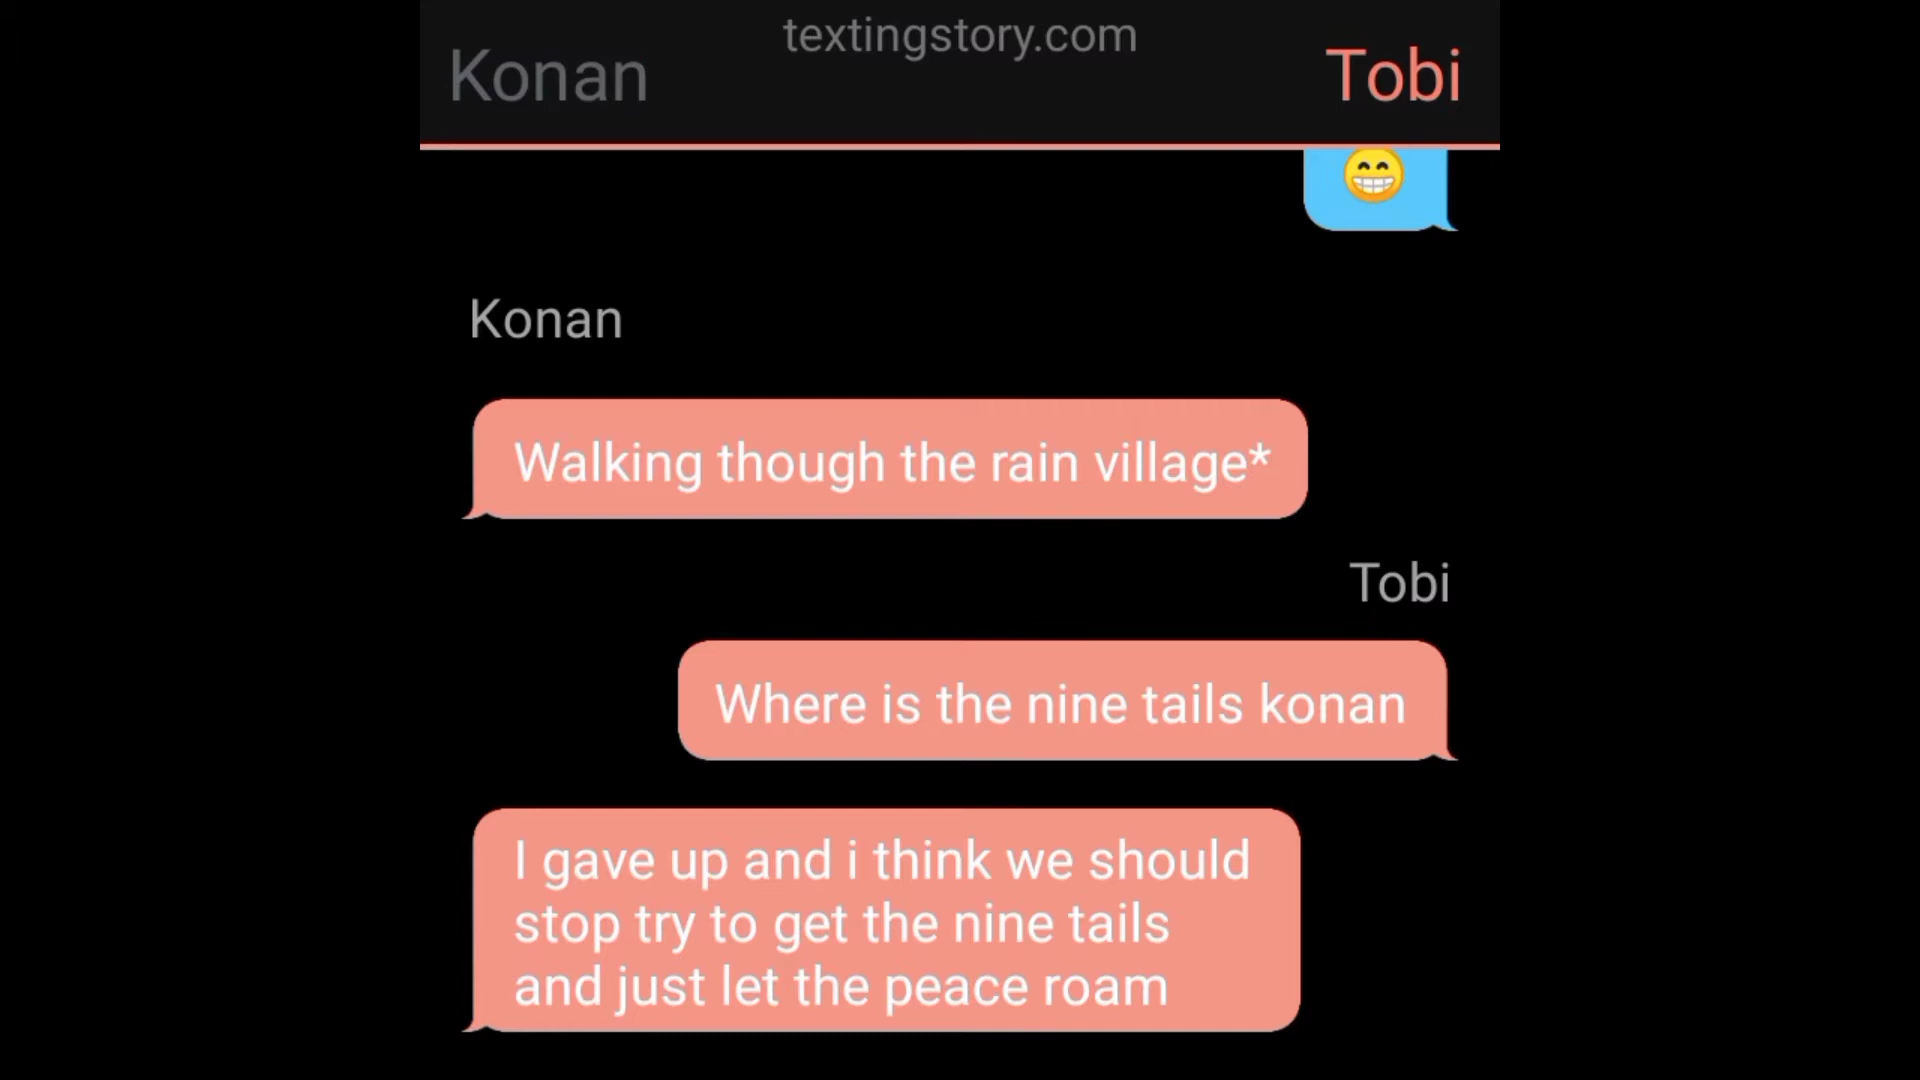 textingstory.com
Konan
Tobi
😁
Konan
Walking though the rain village*
Tobi
Where is the nine tails konan
I gave up and i think we should
stop try to get the nine tails
and just let the peace roam